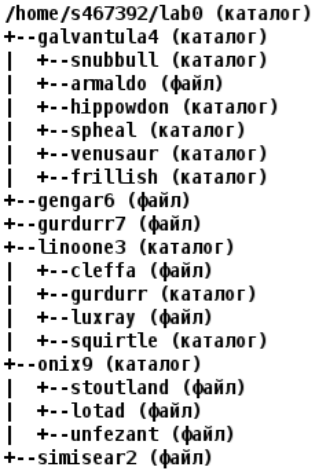 /home/s467392/lab0 (каталог)
+--galvantula4 (каталог)
|  +--snubbull (каталог)
|  +--armaldo (файл)
|  +--hippowdon (каталог)
|  +--spheal (каталог)
|  +--venusaur (каталог)
|  +--frillish (каталог)
+--gengar6 (файл)
+--gurdurr7 (файл)
+--linoone3 (каталог)
|  +--cleffa (файл)
|  +--gurdurr (каталог)
|  +--luxray (файл)
|  +--squirtle (каталог)
+--onix9 (каталог)
|  +--stoutland (файл)
|  +--lotad (файл)
|  +--unfezant (файл)
+--simisear2 (файл)